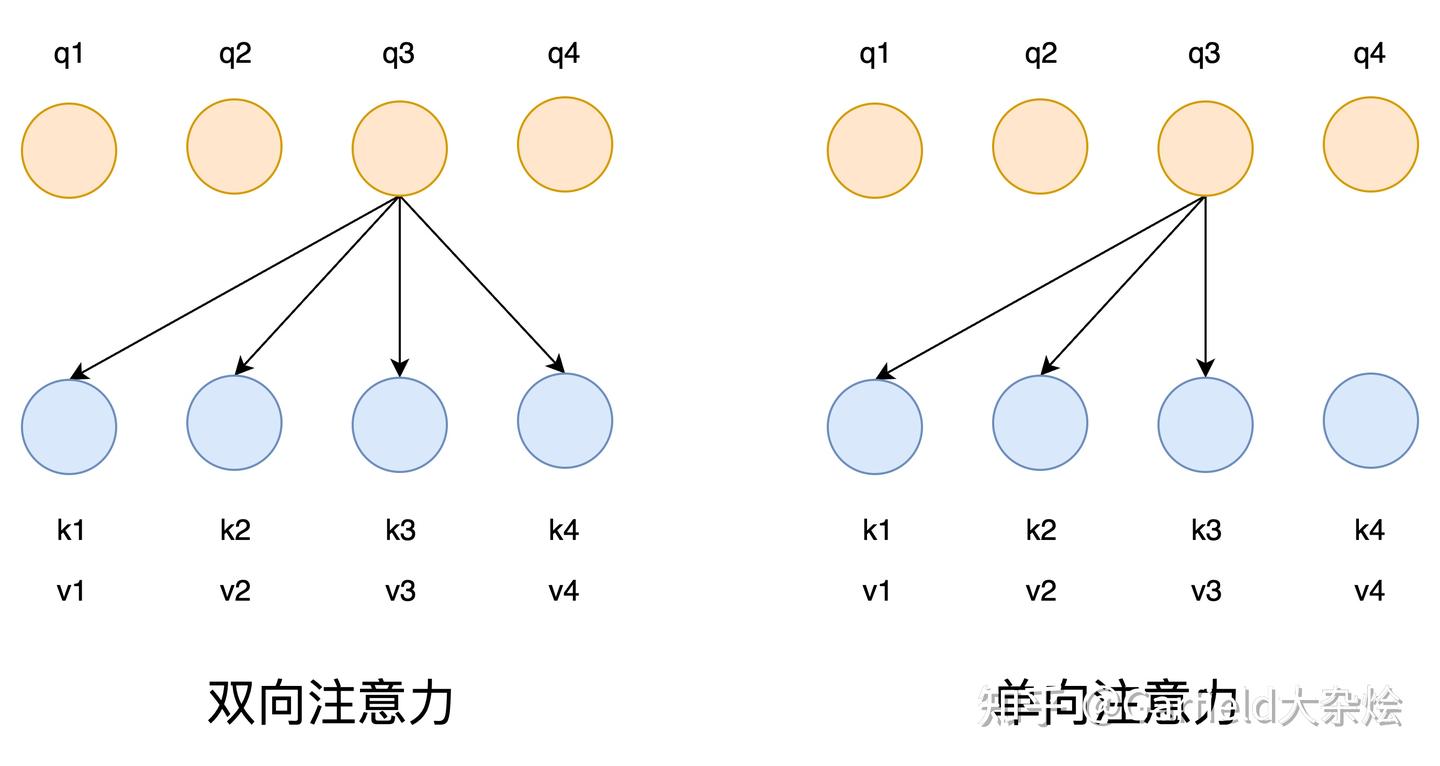 q1 q2 q3 q4 q1 q2 q3 q4
k1 k2 k3 k4 k1 k2 k3 k4
v1 v2 v3 v4 v1 v2 v3 v4
双向注意力 单向注意力
知乎 @Garfield大杂烩